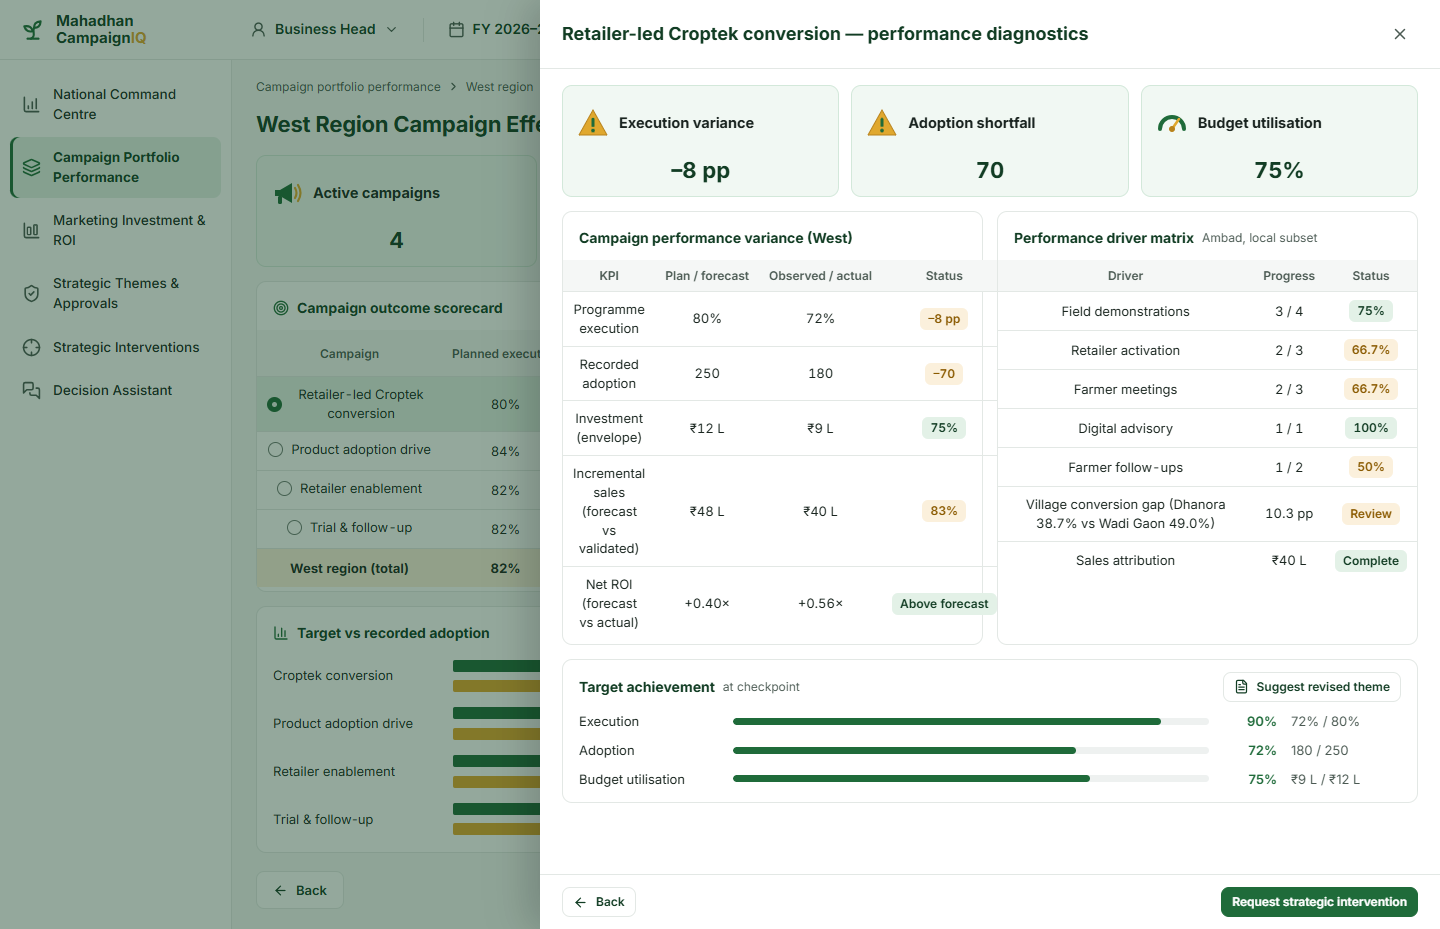 Mahadhan
CampaignIQ
Business Head
FY 2026–2
National Command
Centre
Campaign Portfolio
Performance
Marketing Investment &
ROI
Strategic Themes &
Approvals
Strategic Interventions
Decision Assistant
Campaign portfolio performance > West region
West Region Campaign Effe
Active campaigns
4
Campaign outcome scorecard
Campaign Planned execut
Retailer-led Croptek
conversion
80%
Product adoption drive 84%
Retailer enablement 82%
Trial & follow-up 82%
West region (total) 82%
Target vs recorded adoption
Croptek conversion
Product adoption drive
Retailer enablement
Trial & follow-up
Back
Retailer-led Croptek conversion — performance diagnostics
Execution variance
−8 pp
Adoption shortfall
70
Budget utilisation
75%
Campaign performance variance (West)
KPI Plan / forecast Observed / actual Status
Programme
execution
80% 72% −8 pp
Recorded
adoption
250 180 −70
Investment
(envelope)
₹12 L ₹9 L 75%
Incremental
sales
(forecast
vs
validated)
₹48 L ₹40 L 83%
Net ROI
(forecast
vs actual)
+0.40× +0.56× Above forecast
Performance driver matrix Ambad, local subset
Driver Progress Status
Field demonstrations 3 / 4 75%
Retailer activation 2 / 3 66.7%
Farmer meetings 2 / 3 66.7%
Digital advisory 1 / 1 100%
Farmer follow-ups 1 / 2 50%
Village conversion gap (Dhanora
38.7% vs Wadi Gaon 49.0%)
10.3 pp Review
Sales attribution ₹40 L Complete
Target achievement at checkpoint
Suggest revised theme
Execution 90% 72% / 80%
Adoption 72% 180 / 250
Budget utilisation 75% ₹9 L / ₹12 L
Back
Request strategic intervention